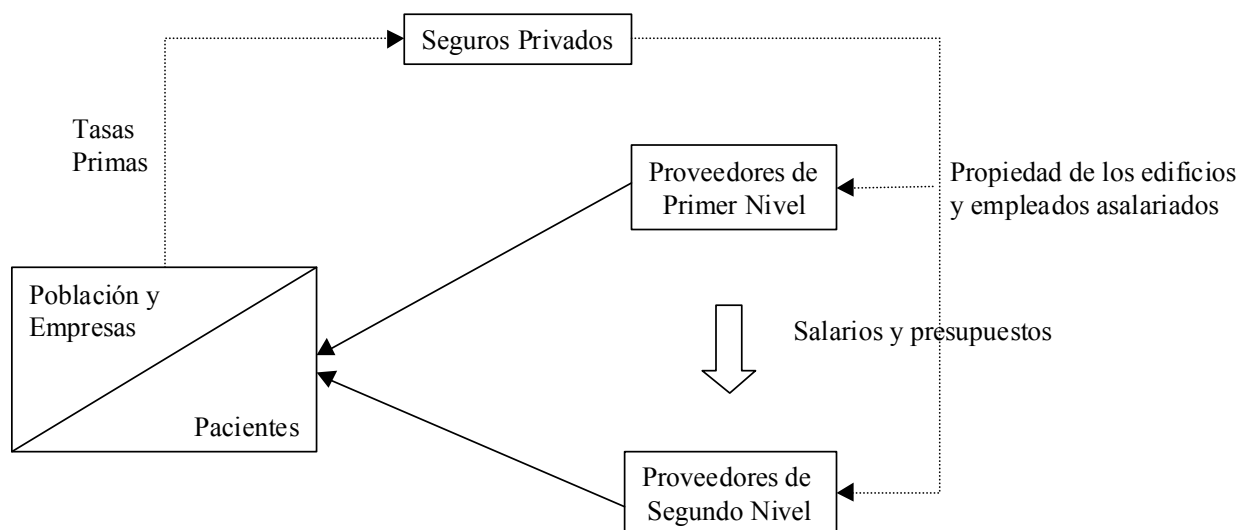 Seguros Privados
Tasas
Primas
Proveedores de
Primer Nivel
Propiedad de los edificios
y empleados asalariados
Población y
Empresas
Salarios y presupuestos
Pacientes
Proveedores de
Segundo Nivel